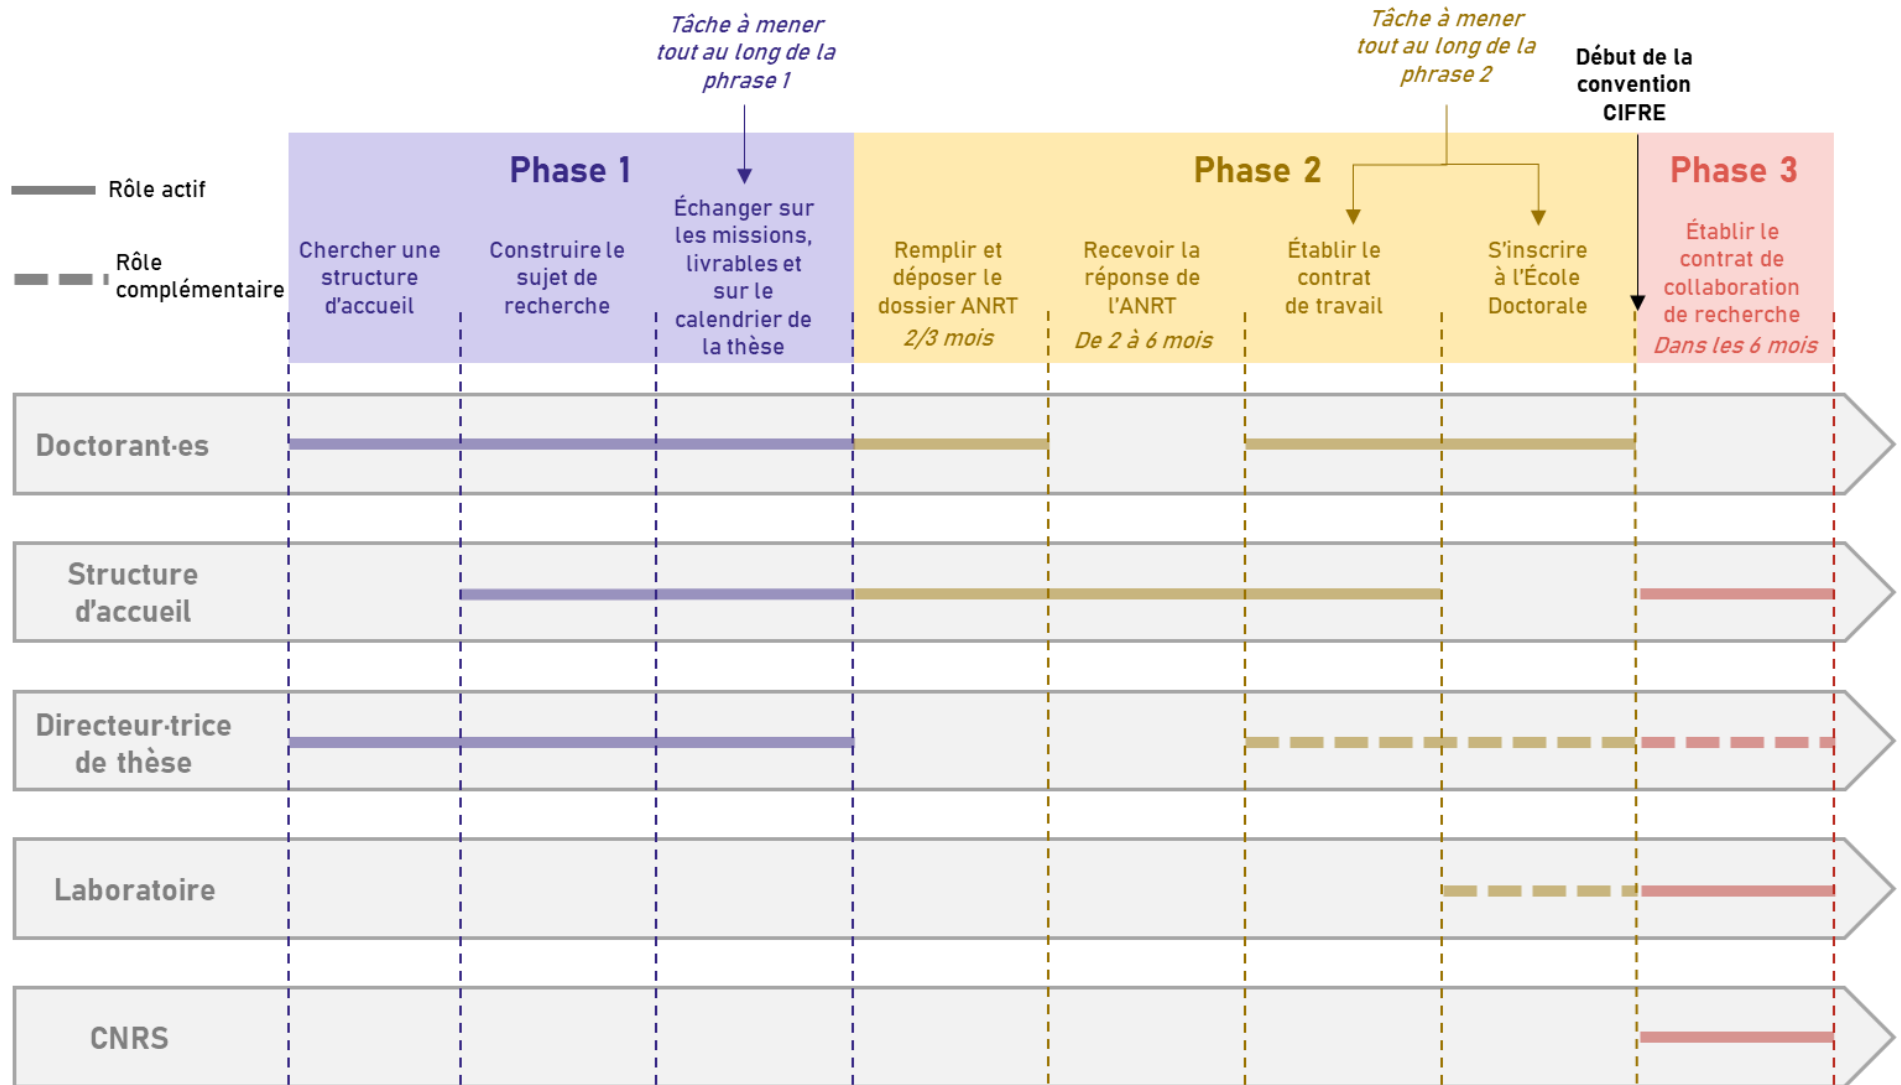 Tâche à mener
tout au long de la
phrase 1
Tâche à mener
tout au long de la
phrase 2
Début de la
convention
CIFRE
Rôle actif
Rôle
complémentaire
Phase 1
Chercher une
structure
d'accueil
Construire le
sujet de
recherche
Échanger sur
les missions,
livrables et
sur le
calendrier de
la thèse
Phase 2
Remplir et
déposer le
dossier ANRT
2/3 mois
Recevoir la
réponse de
l'ANRT
De 2 à 6 mois
Établir le
contrat
de travail
S'inscrire
à l'École
Doctorale
Phase 3
Établir le
contrat de
collaboration
de recherche
Dans les 6 mois
Doctorant·es
Structure
d'accueil
Directeur·trice
de thèse
Laboratoire
CNRS